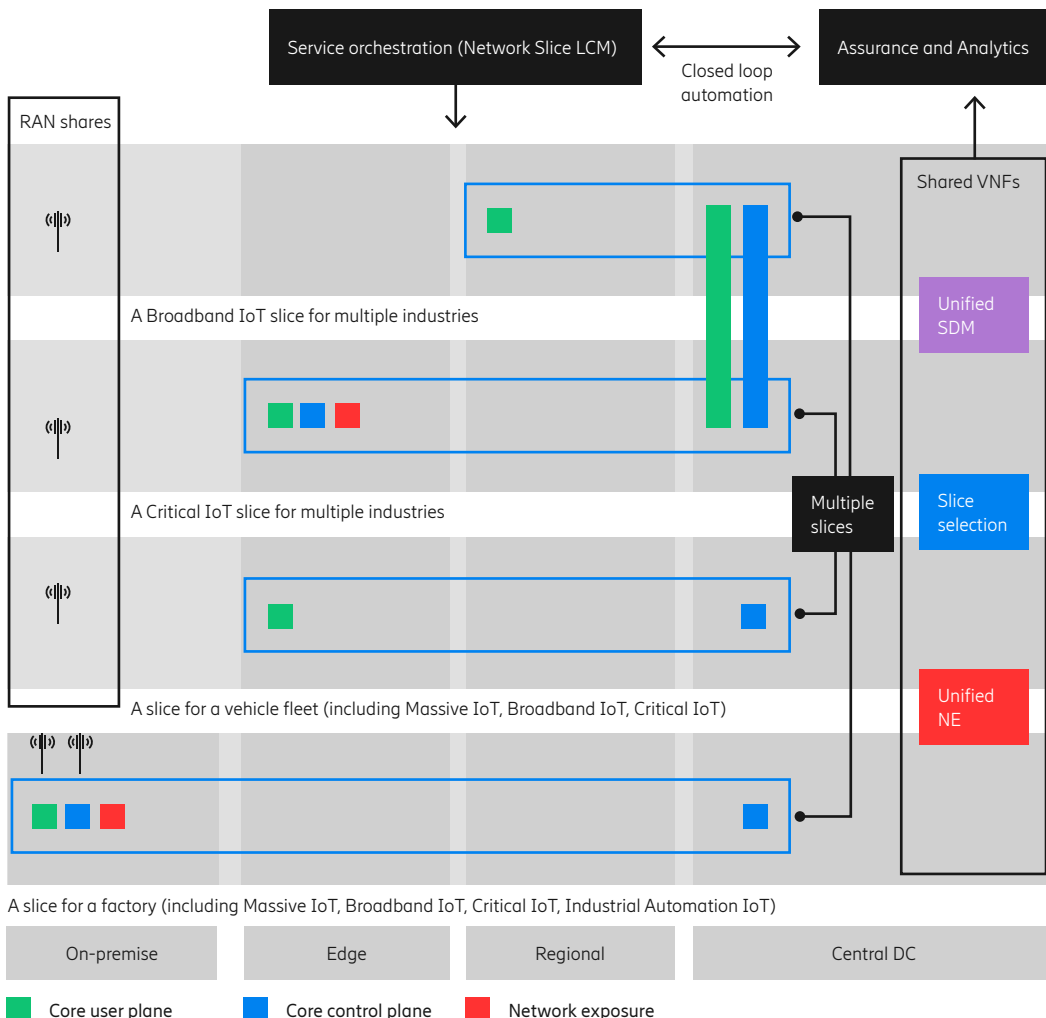 Service orchestration (Network Slice LCM)
Closed loop
automation
Assurance and Analytics
RAN shares
Shared VNFs
A Broadband IoT slice for multiple industries
Unified
SDM
A Critical IoT slice for multiple industries
Multiple
slices
Slice
selection
A slice for a vehicle fleet (including Massive IoT, Broadband IoT, Critical IoT)
Unified
NE
A slice for a factory (including Massive IoT, Broadband IoT, Critical IoT, Industrial Automation IoT)
On-premise
Edge
Regional
Central DC
Core user plane
Core control plane
Network exposure